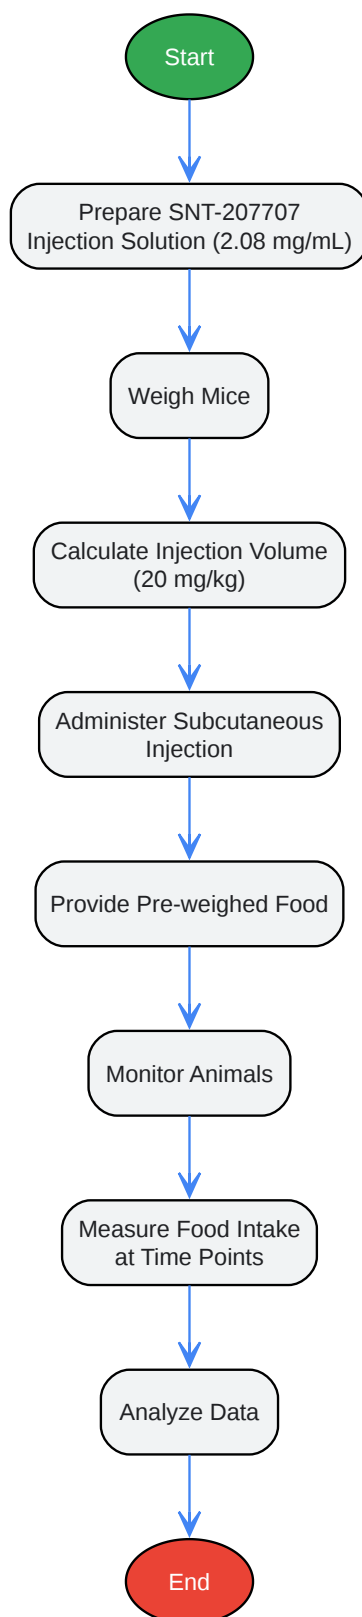 Start
Prepare SNT-207707
Injection Solution (2.08 mg/mL)
Weigh Mice
Calculate Injection Volume
(20 mg/kg)
Administer Subcutaneous
Injection
Provide Pre-weighed Food
Monitor Animals
Measure Food Intake
at Time Points
Analyze Data
End